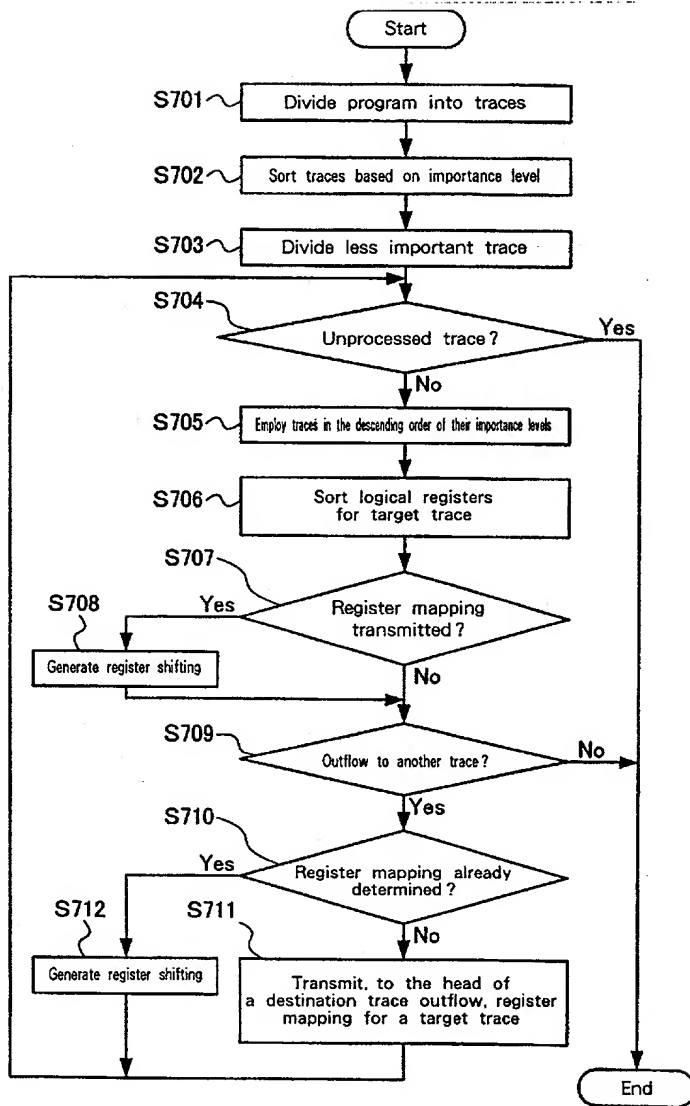 Start
S701
Divide program into traces
S702
Sort traces based on importance level
S703
Divide less important trace
S704
Unprocessed trace?
Yes
No
S705
Employ traces in the descending order of their importance levels
S706
Sort logical registers
for target trace
S707
Register mapping
transmitted?
Yes
S708
Generate register shifting
No
S709
Outflow to another trace?
No
Yes
S710
Register mapping already
determined?
Yes
S712
Generate register shifting
No
S711
Transmit, to the head of
a destination trace outflow, register
mapping for a target trace
End